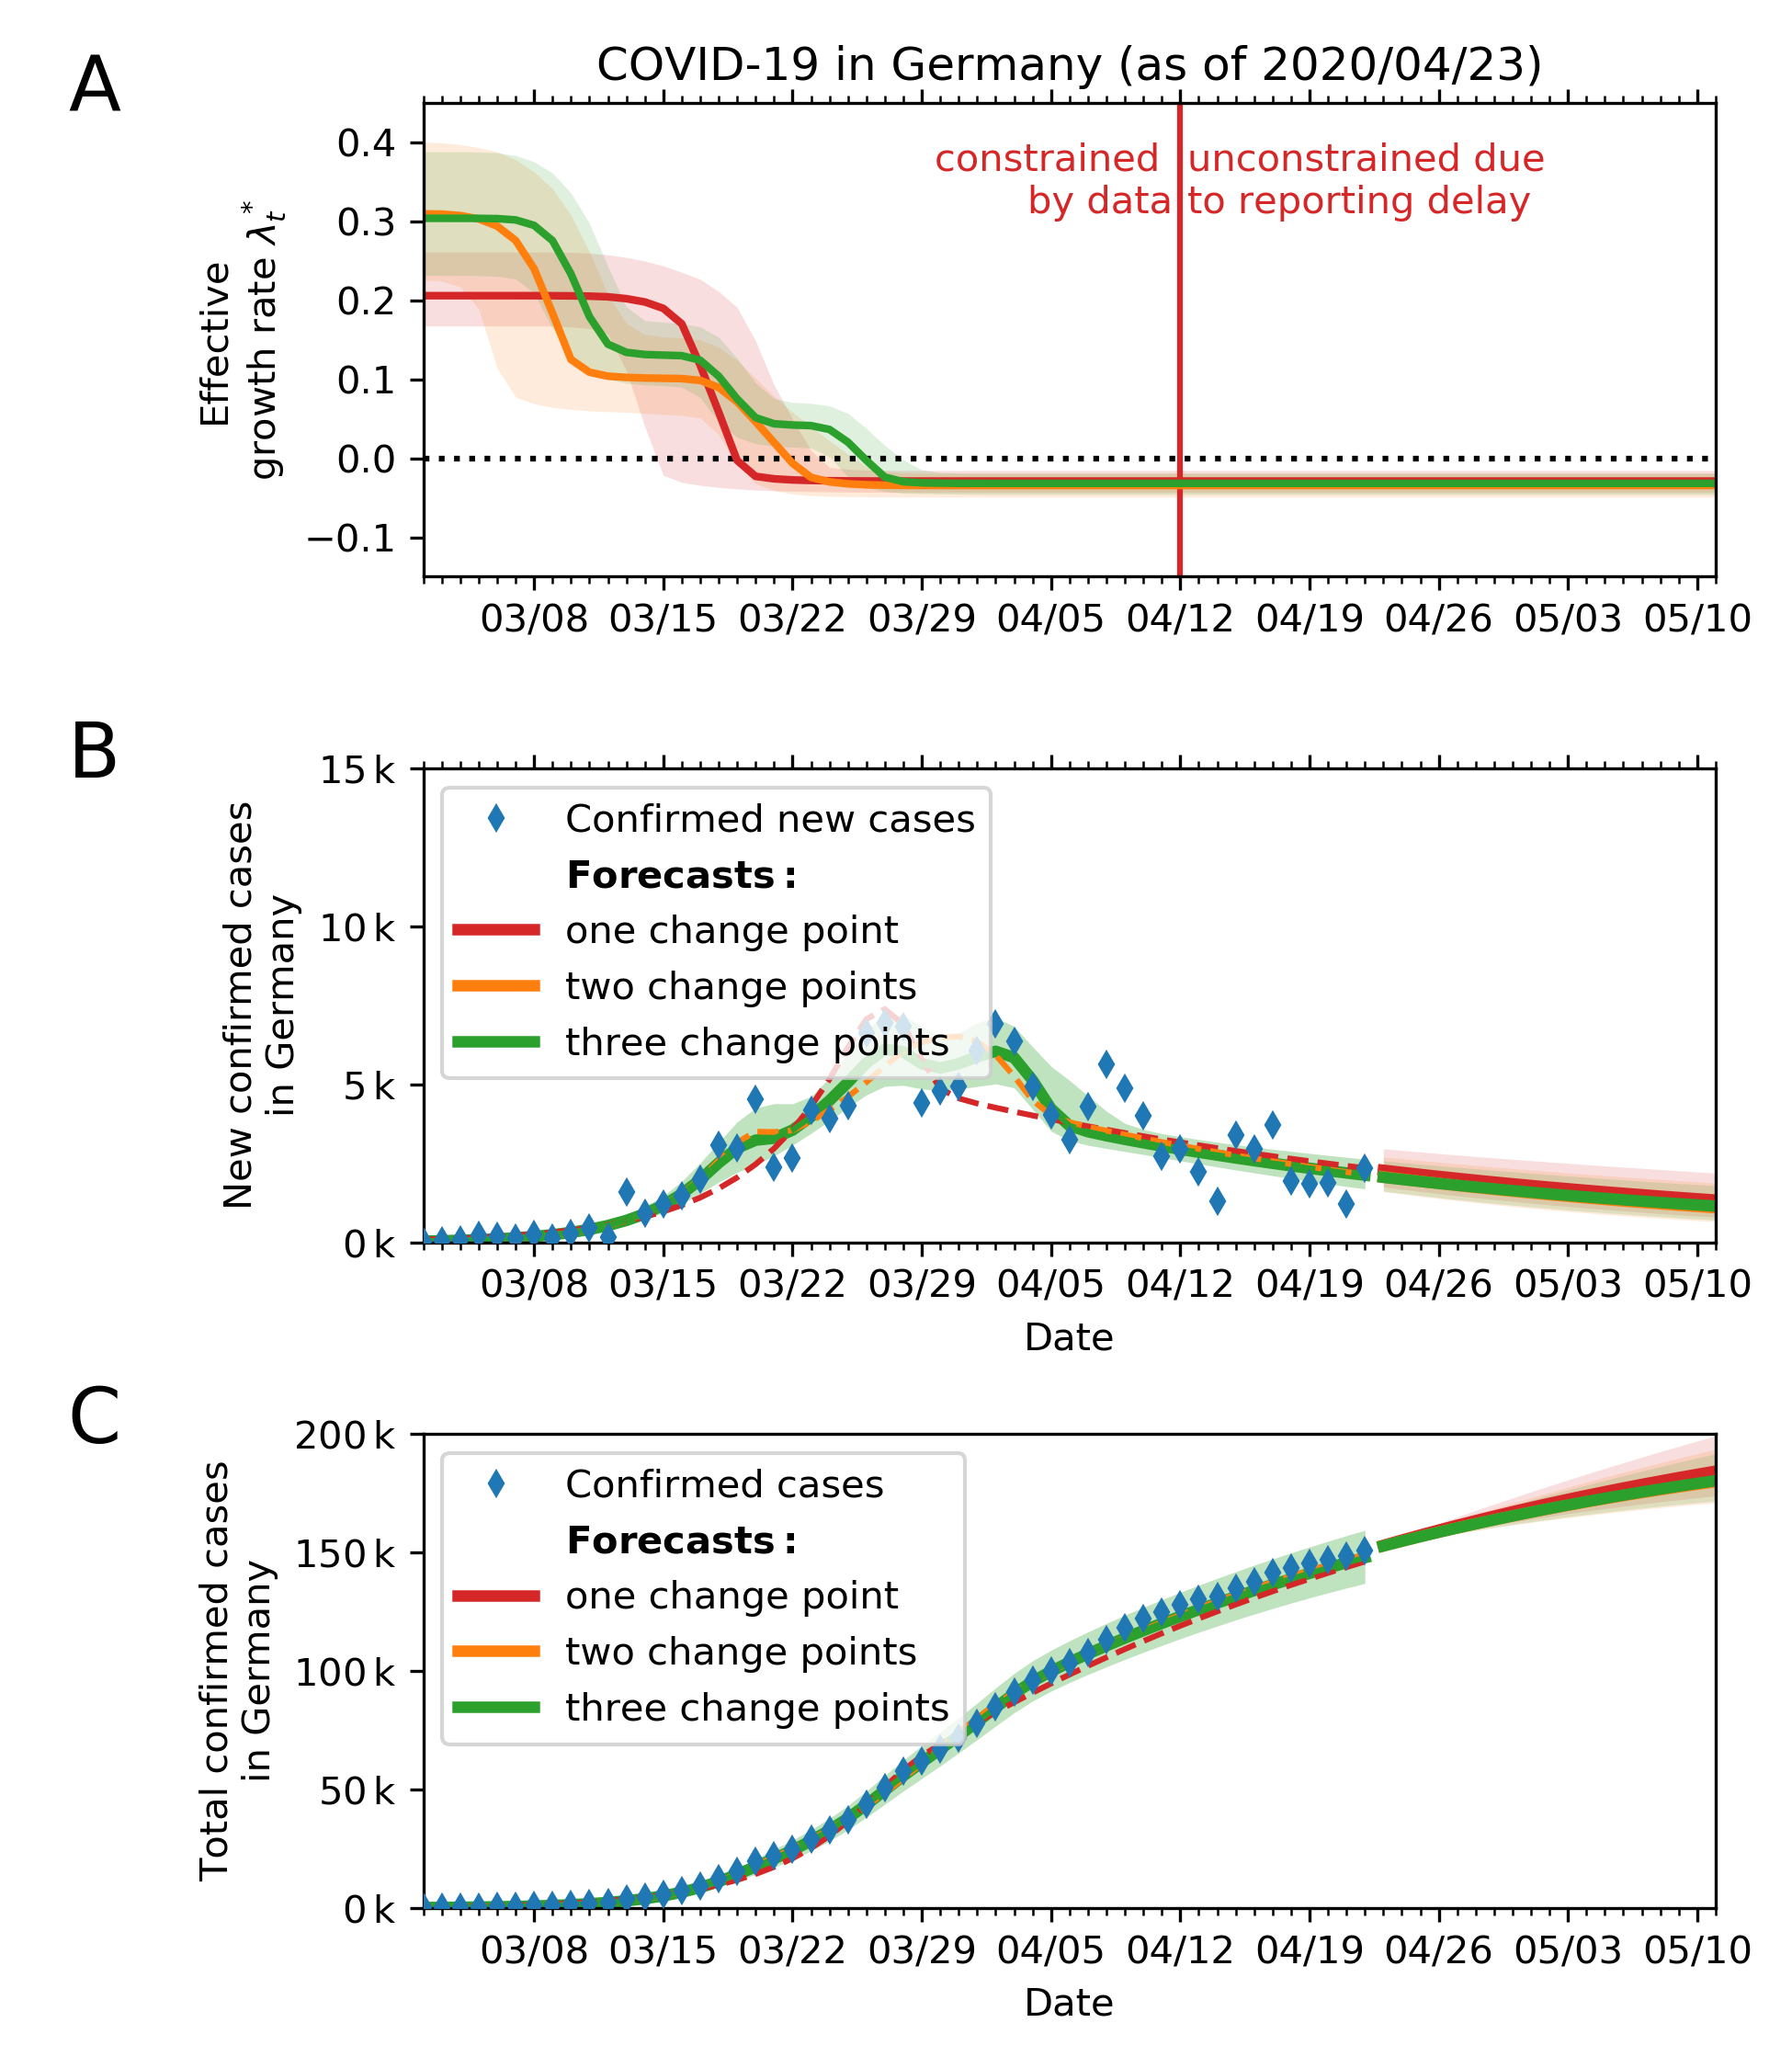 A
COVID-19 in Germany (as of 2020/04/23)
Effective
growth rate λ*t
0.4
0.3
0.2
0.1
0.0
−0.1
constrained
by data
unconstrained due
to reporting delay
03/08 03/15 03/22 03/29 04/05 04/12 04/19 04/26 05/03 05/10
B
New confirmed cases
in Germany
15 k
10 k
5 k
0 k
Confirmed new cases
Forecasts :
one change point
two change points
three change points
03/08 03/15 03/22 03/29 04/05 04/12 04/19 04/26 05/03 05/10
Date
C
Total confirmed cases
in Germany
200 k
150 k
100 k
50 k
0 k
Confirmed cases
Forecasts :
one change point
two change points
three change points
03/08 03/15 03/22 03/29 04/05 04/12 04/19 04/26 05/03 05/10
Date